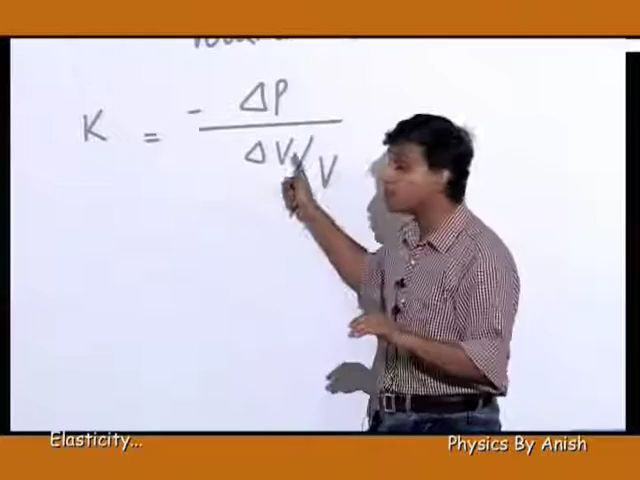 K = - ΔP
ΔV/V
Elasticity...
Physics By Anish